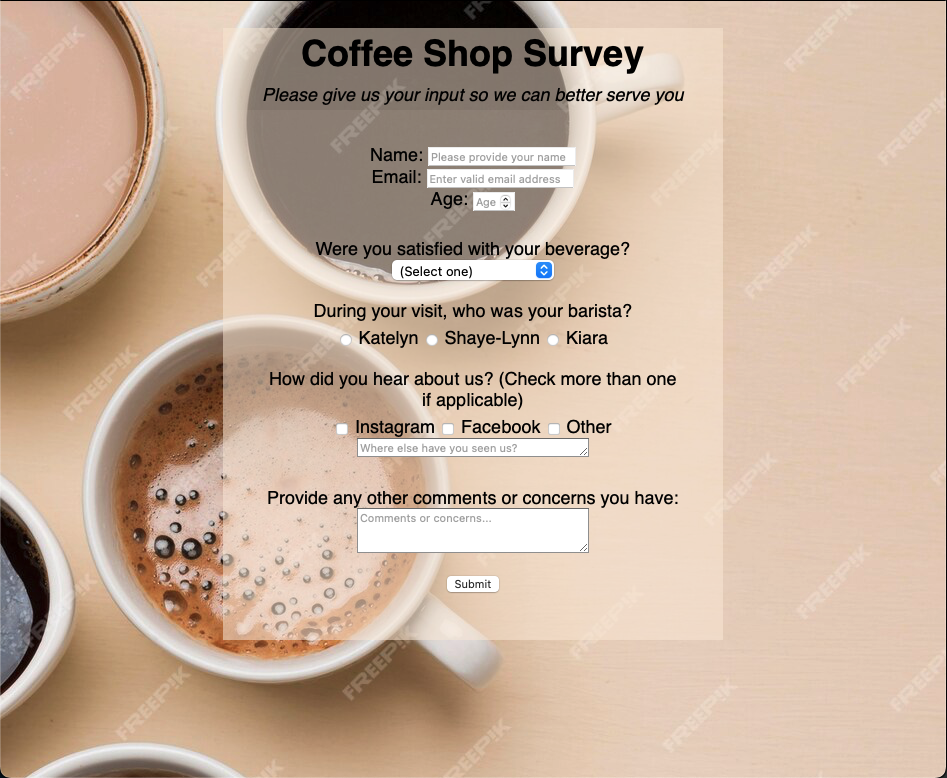 Coffee Shop Survey
Please give us your input so we can better serve you
Name: Please provide your name
Email: Enter valid email address
Age: Age
Were you satisfied with your beverage?
(Select one)
During your visit, who was your barista?
Katelyn Shaye-Lynn Kiara
How did you hear about us? (Check more than one
if applicable)
Instagram Facebook Other
Where else have you seen us?
Provide any other comments or concerns you have:
Comments or concerns...
Submit
FREEPIK